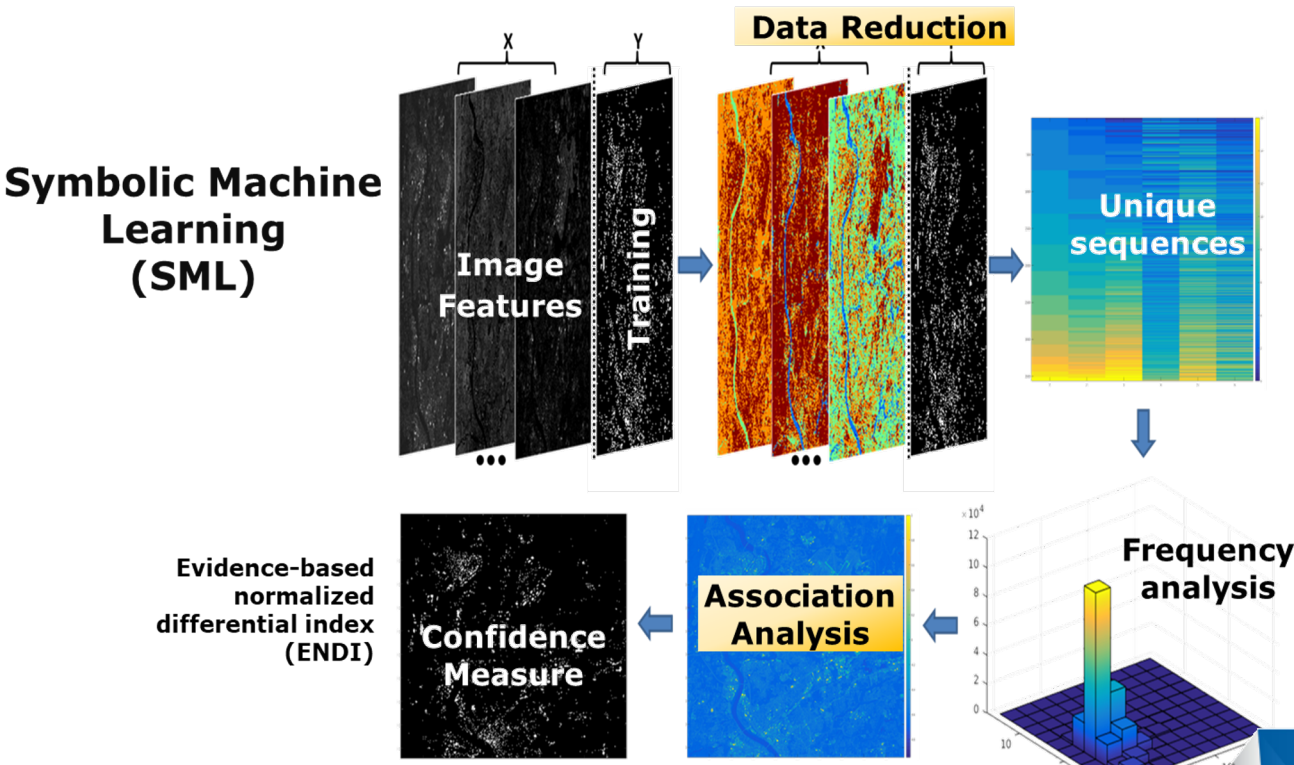 Data Reduction
X
Y
Symbolic Machine
Learning
(SML)
Image
Features
Training
Unique
sequences
•••
•••
×10⁴
12
10
8
6
4
2
0
10
Frequency
analysis
Association
Analysis
Confidence
Measure
Evidence-based
normalized
differential index
(ENDI)